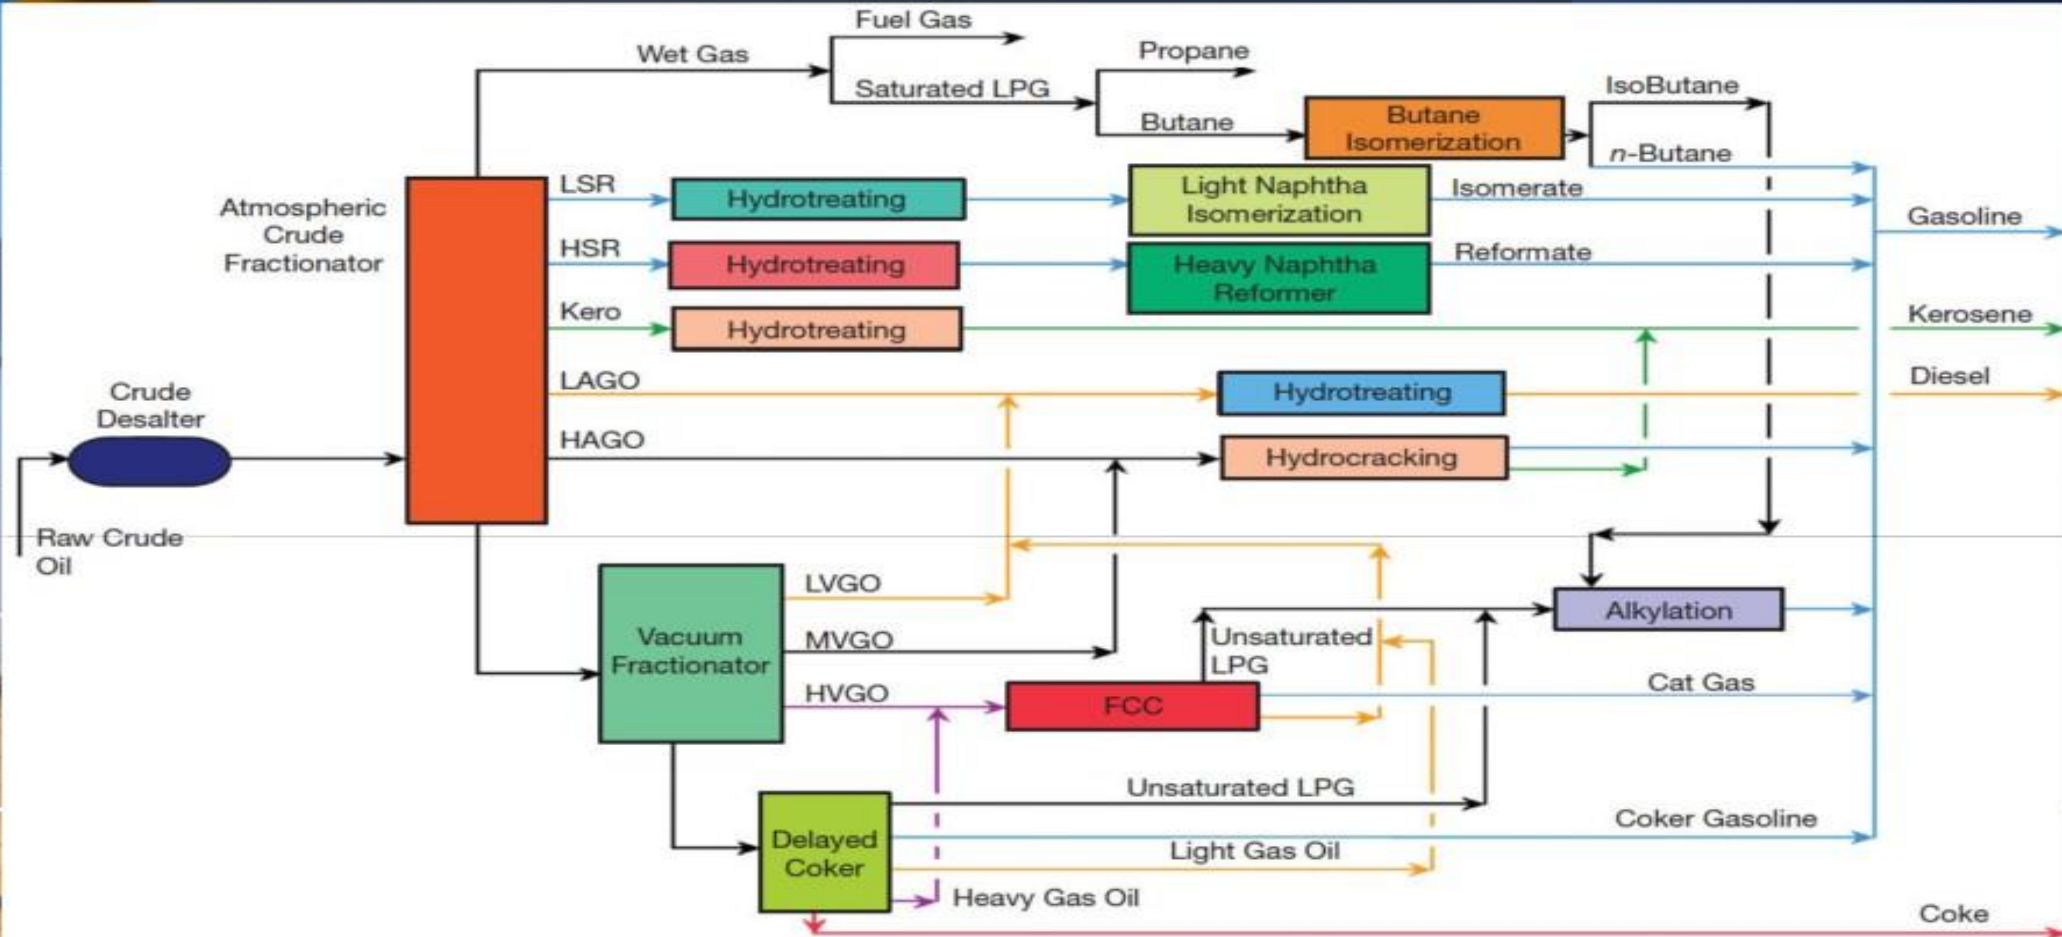 Fuel Gas
Wet Gas
Propane
Saturated LPG
IsoButane
Butane
Butane
Isomerization
n-Butane
Atmospheric
Crude
Fractionator
LSR
Hydrotreating
Light Naphtha
Isomerization
Isomerate
Gasoline
HSR
Hydrotreating
Heavy Naphtha
Reformer
Reformate
Kero
Hydrotreating
Kerosene
LAGO
Hydrotreating
Diesel
Crude
Desalter
HAGO
Hydrocracking
Raw Crude
Oil
Vacuum
Fractionator
LVGO
MVGO
HVGO
Unsaturated
LPG
Alkylation
FCC
Cat Gas
Unsaturated LPG
Delayed
Coker
Coker Gasoline
Light Gas Oil
Heavy Gas Oil
Coke